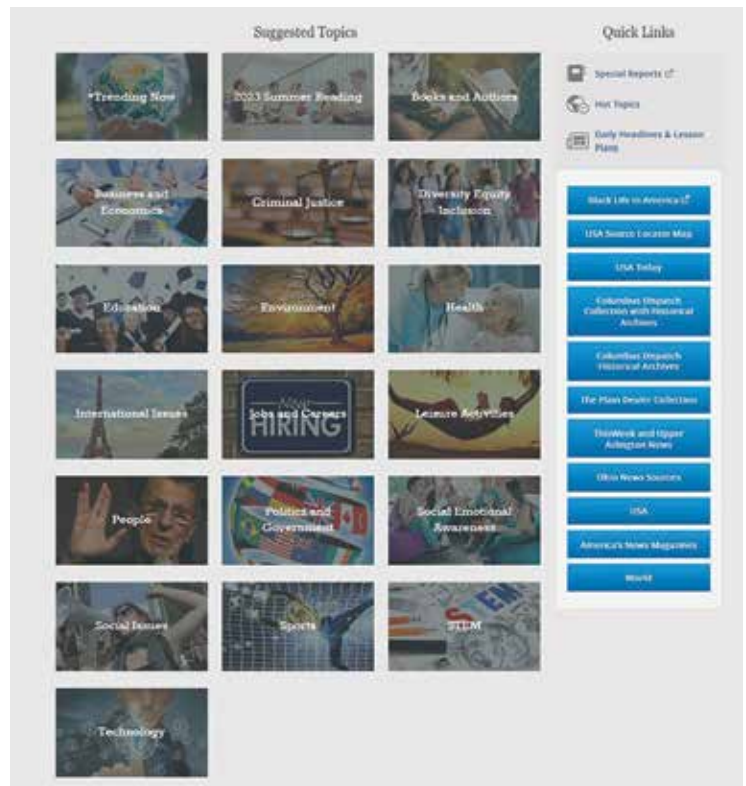 Suggested Topics
*Trending Now
2023 Summer Reading
Books and Authors
Business and
Economics
Criminal Justice
Diversity Equity
Inclusion
Education
Environment
Health
International Issues
Jobs and Careers
HIRING
Leisure Activities
People
Politics and
Government
Social Emotional
Awareness
Social Issues
Sports
STEM
Technology
Quick Links
Special Reports
Hot Topics
Daily Headlines & Lesson
Plans
Black Life in America
USA Source Locator Map
USA Today
Columbus Dispatch
Collection with Historical
Archives
Columbus Dispatch
Historical Archives
The Plain Dealer Collection
ThisWeek and Upper
Arlington News
Ohio News Sources
USA
America's News Magazines
World